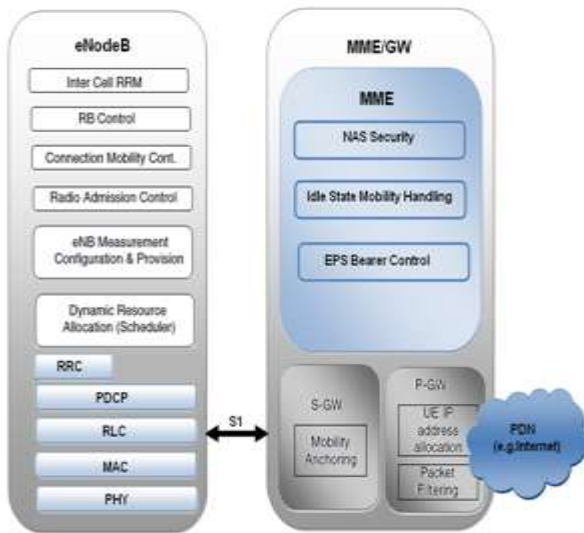 eNodeB
Inter Cell RRM
RB Control
Connection Mobility Cont.
Radio Admission Control
eNB Measurement
Configuration & Provision
Dynamic Resource
Allocation (Scheduler)
RRC
PDCP
RLC
MAC
PHY
S1
MME/GW
MME
NAS Security
Idle State Mobility Handling
EPS Bearer Control
S-GW
Mobility
Anchoring
P-GW
UE IP
address
allocation
Packet
Filtering
PDN
(e.g.Internet)